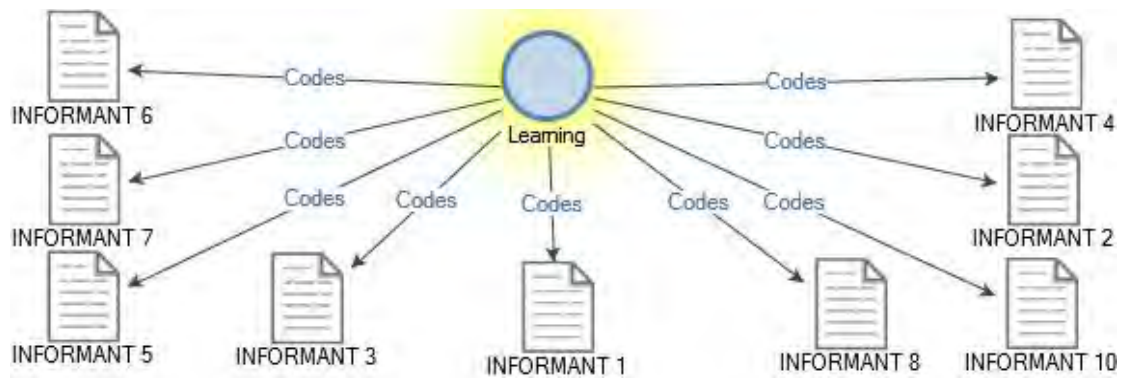 Codes
Codes
INFORMANT 6
INFORMANT 4
Learning
Codes
Codes
INFORMANT 7
INFORMANT 2
Codes
Codes
Codes
Codes
Codes
INFORMANT 5
INFORMANT 3
INFORMANT 1
INFORMANT 8
INFORMANT 10